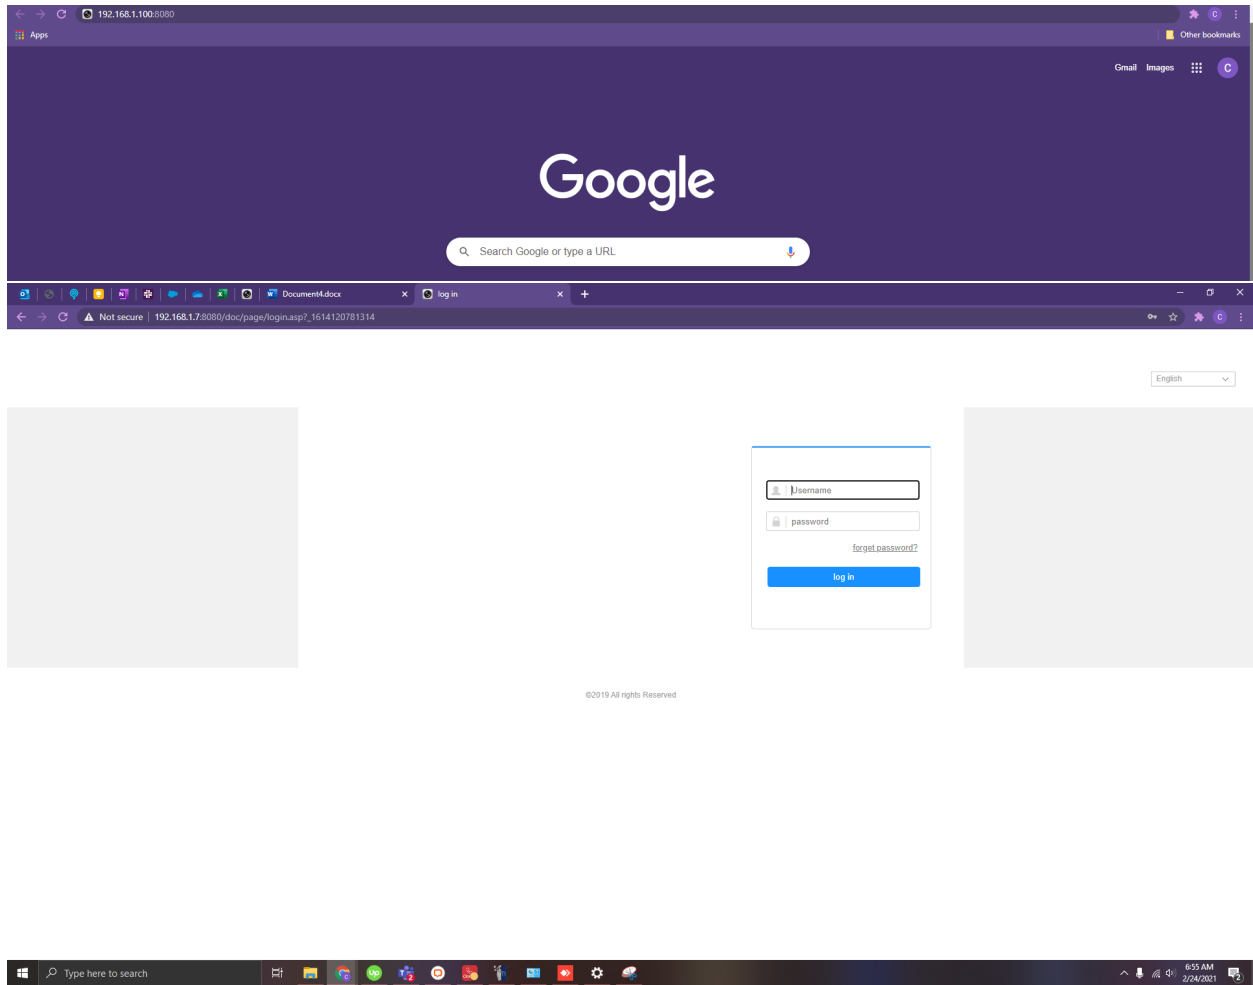 192.168.1.100:8080
C
Apps
Other bookmarks
Gmail Images C
Google
Search Google or type a URL
Document4.docx log in
Not secure 192.168.1.7:8080/doc/page/login.asp?_1614120781314 C
English
Username
password
forget password?
log in
©2019 All rights Reserved
Type here to search
6:55 AM
2/24/2021